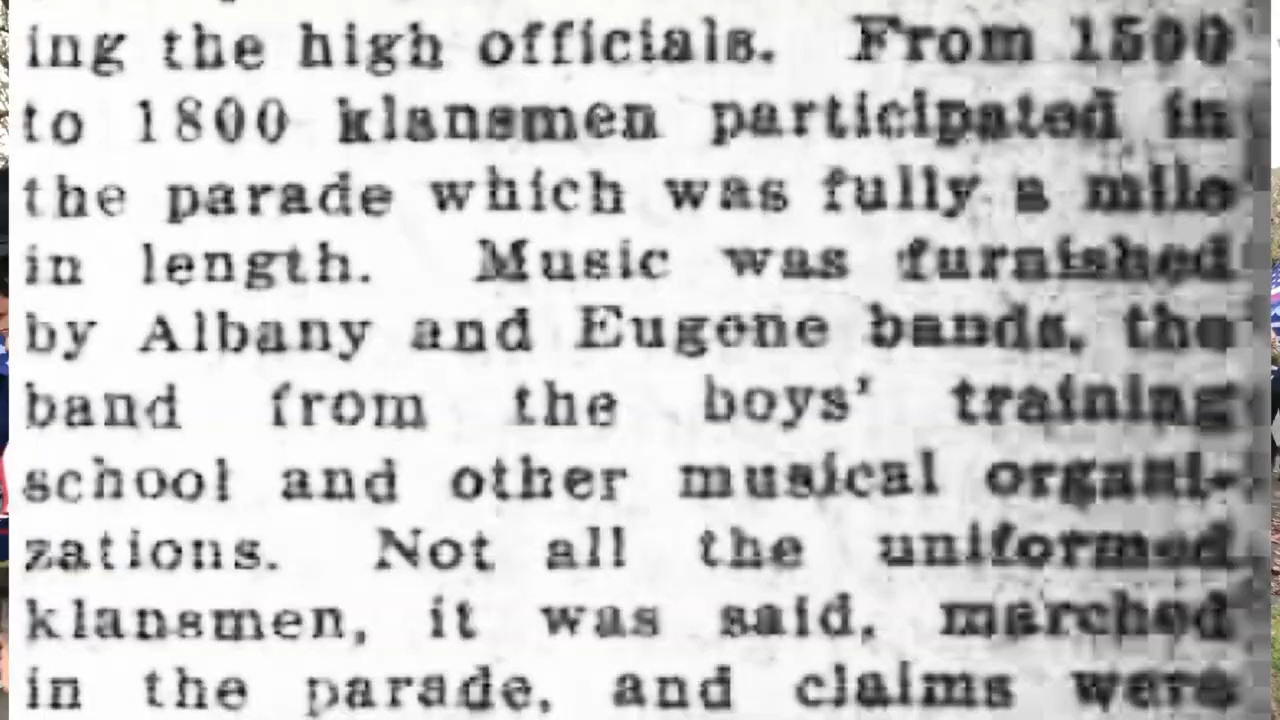 ing the high officials. From 1500
to 1800 klansmen participated in
the parade which was fully a mile
in length. Music was furnished
by Albany and Eugene bands, the
band from the boys' training
school and other musical organi-
zations. Not all the uniformed
klansmen, it was said, marched
in the parade, and claims were